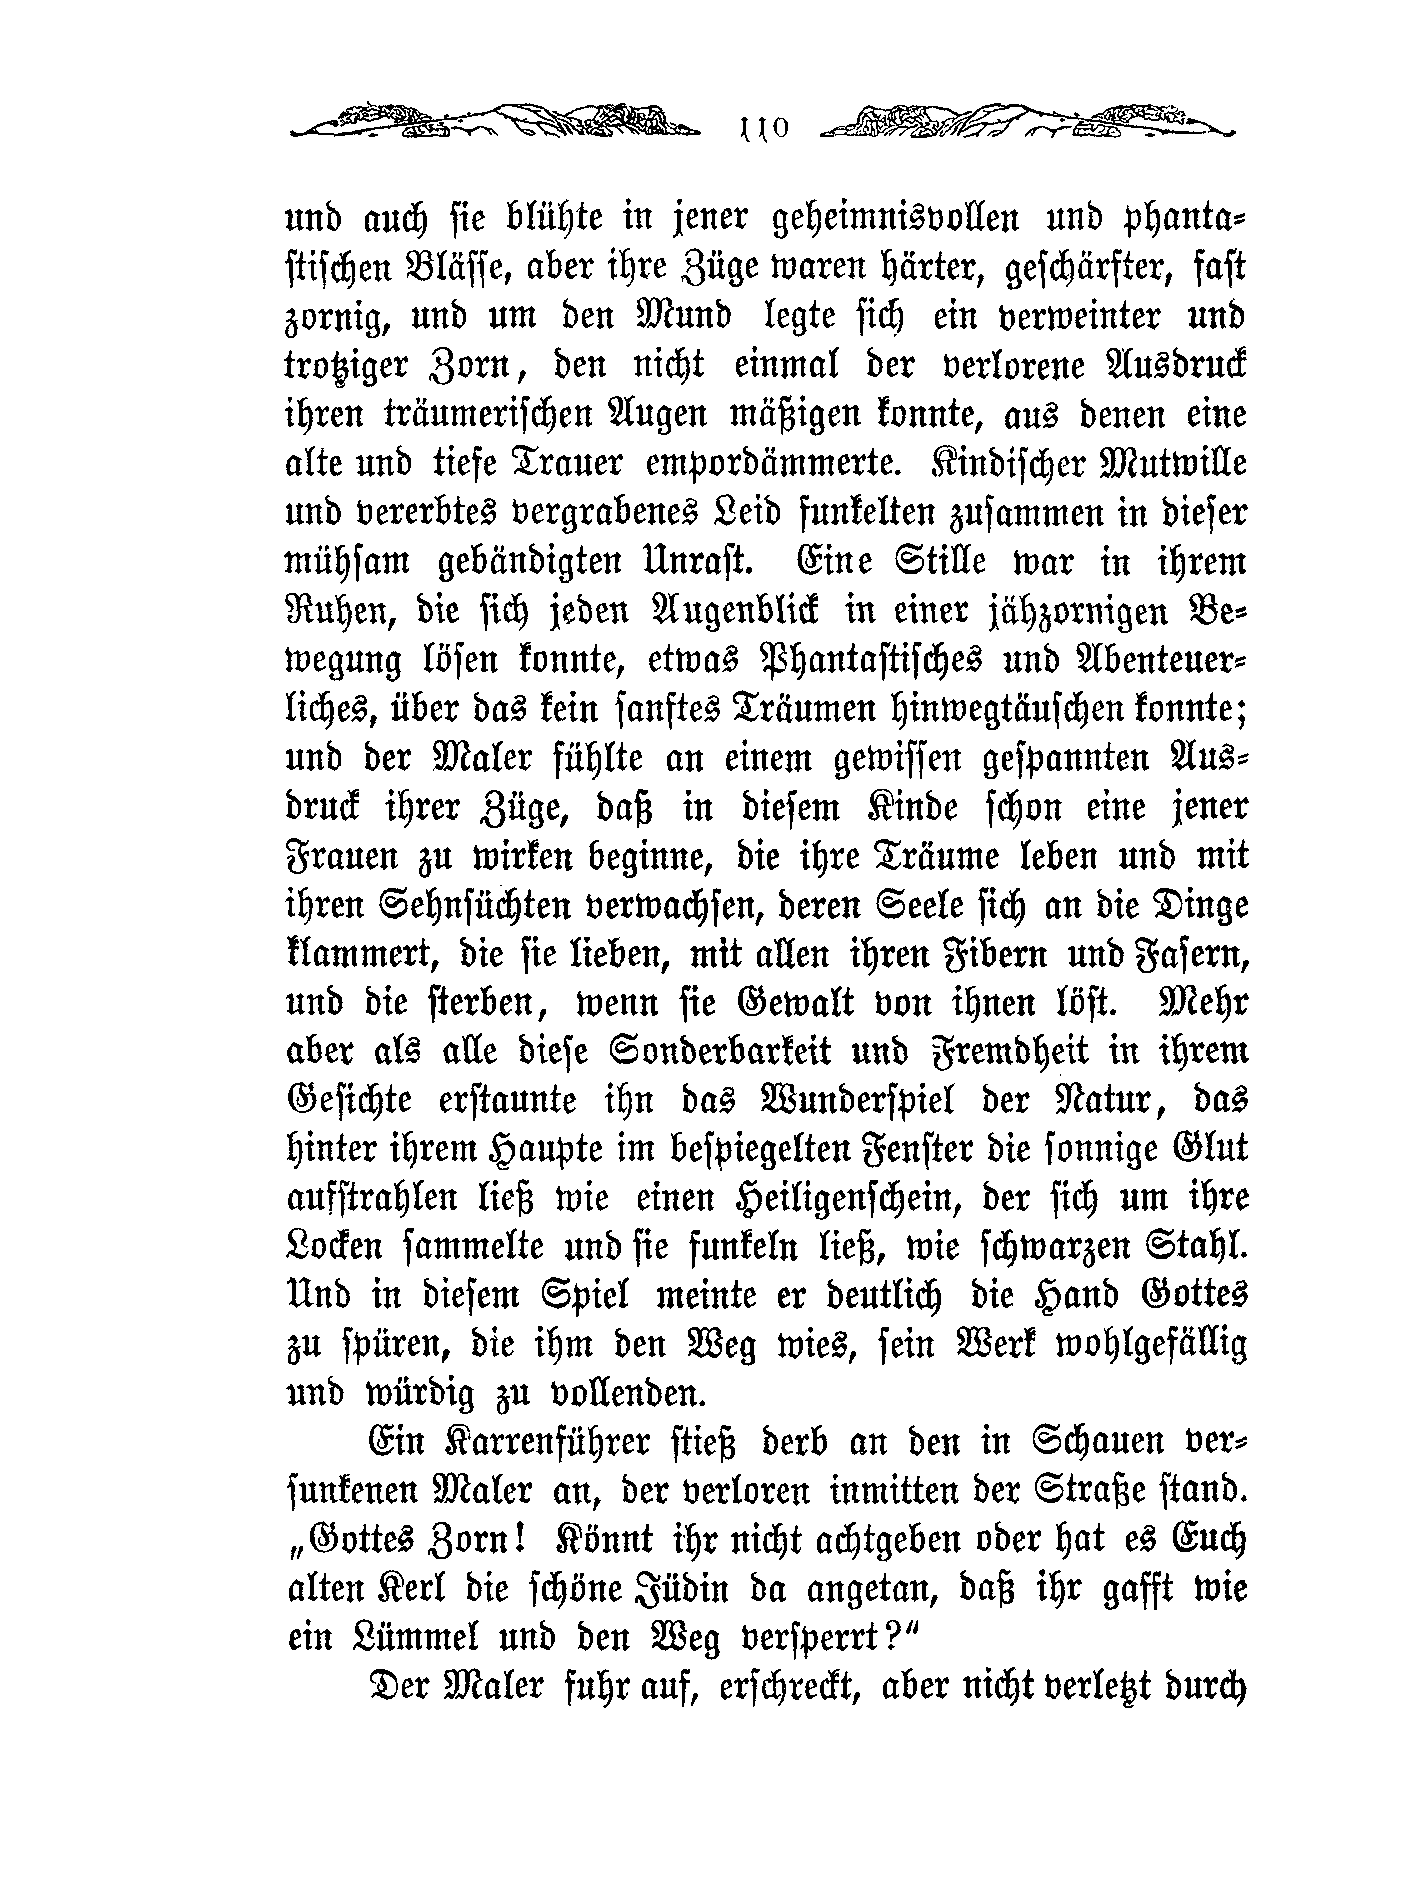 110
und auch sie blühte in jener geheimnisvollen und phanta-
stischen Blässe, aber ihre Züge waren härter, geschärfter, fast
zornig, und um den Mund legte sich ein verweinter und
trotziger Zorn, den nicht einmal der verlorene Ausdruck
ihren träumerischen Augen mäßigen konnte, aus denen eine
alte und tiefe Trauer empordämmerte. Kindischer Mutwille
und vererbtes vergrabenes Leid funkelten zusammen in dieser
mühsam gebändigten Unrast. Eine Stille war in ihrem
Ruhen, die sich jeden Augenblick in einer jähzornigen Be-
wegung lösen konnte, etwas Phantastisches und Abenteuer-
liches, über das kein sanftes Träumen hinwegtäuschen konnte;
und der Maler fühlte an einem gewissen gespannten Aus-
druck ihrer Züge, daß in diesem Kinde schon eine jener
Frauen zu wirken beginne, die ihre Träume leben und mit
ihren Sehnsüchten verwachsen, deren Seele sich an die Dinge
klammert, die sie lieben, mit allen ihren Fibern und Fasern,
und die sterben, wenn sie Gewalt von ihnen löst. Mehr
aber als alle diese Sonderbarkeit und Fremdheit in ihrem
Gesichte erstaunte ihn das Wunderspiel der Natur, das
hinter ihrem Haupte im bespiegelten Fenster die sonnige Glut
aufstrahlen ließ wie einen Heiligenschein, der sich um ihre
Locken sammelte und sie funkeln ließ, wie schwarzen Stahl.
Und in diesem Spiel meinte er deutlich die Hand Gottes
zu spüren, die ihm den Weg wies, sein Werk wohlgefällig
und würdig zu vollenden.
Ein Karrenführer stieß derb an den in Schauen ver-
sunkenen Maler an, der verloren inmitten der Straße stand.
„Gottes Zorn! Könnt ihr nicht achtgeben oder hat es Euch
alten Kerl die schöne Jüdin da angetan, daß ihr gafft wie
ein Lümmel und den Weg versperrt?“
Der Maler fuhr auf, erschreckt, aber nicht verletzt durch